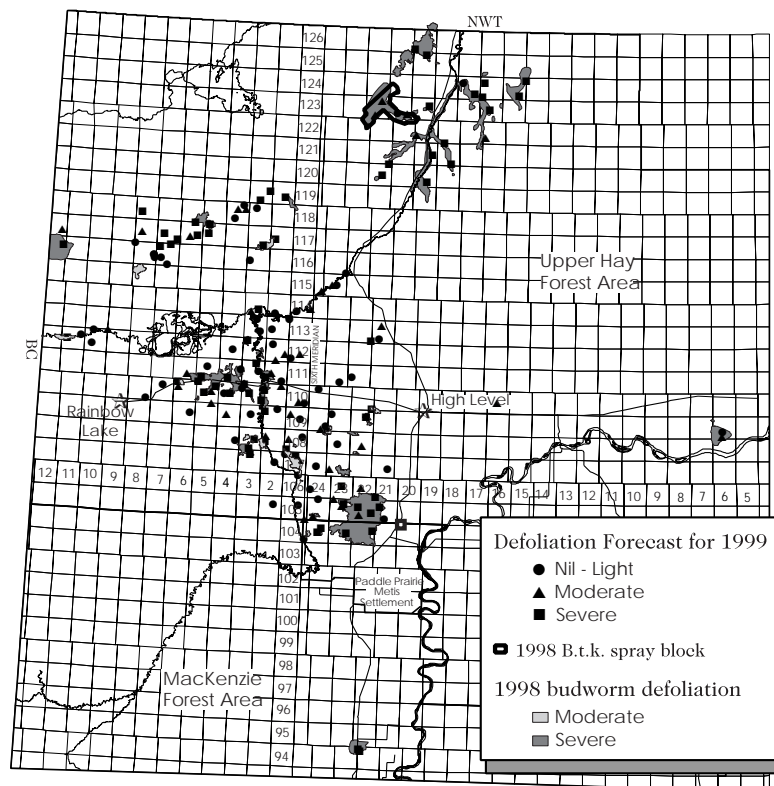 NWT
126
125
124
123
122
121
120
119
118
117
116
115
114
113
112
111
110
109
108
SIXTH MERIDIAN
Upper Hay
Forest Area
BC
High Level
Rainbow
Lake
12 11 10 9 8 7 6 5 4 3 2 106 24 23 22 21 20 19 18 17 16 15 14 13 12 11 10 9 8 7 6 5
105
104
103
102
101
100
99
98
97
96
95
94
Paddle Prairie
Metis
Settlement
MacKenzie
Forest Area
Defoliation Forecast for 1999
Nil - Light
Moderate
Severe
1998 B.t.k. spray block
1998 budworm defoliation
Moderate
Severe